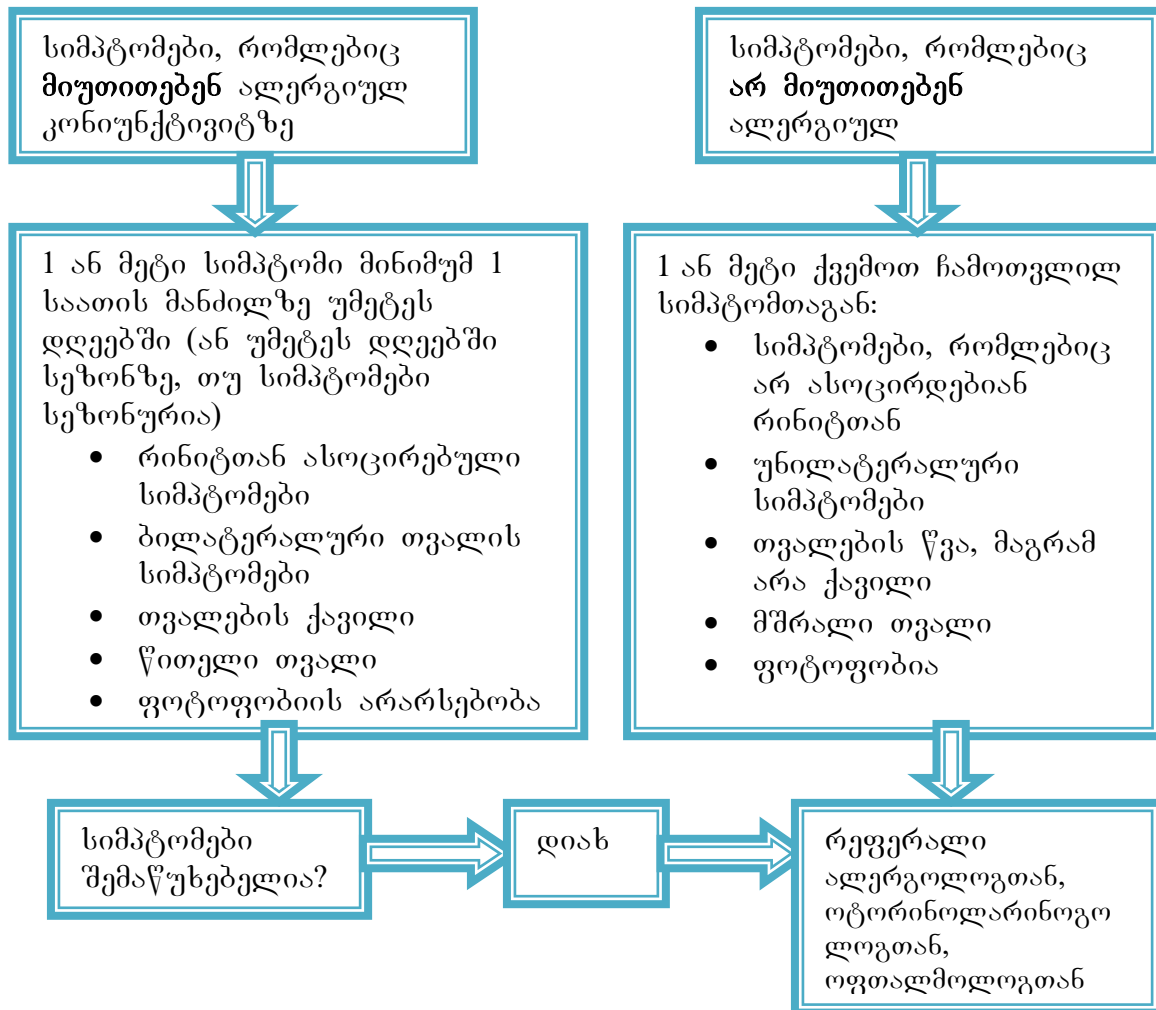 სიმპტომები, რომლებიც
მიუთითებენ ალერგიულ
კონიუნქტივიტზე
სიმპტომები, რომლებიც
არ მიუთითებენ
ალერგიულ
1 ან მეტი სიმპტომი მინიმუმ 1
საათის მანძილზე უმეტეს
დღეებში (ან უმეტეს დღეებში
სეზონზე, თუ სიმპტომები
სეზონურია)
• რინიტთან ასოცირებული
სიმპტომები
• ბილატერალური თვალის
სიმპტომები
• თვალების ქავილი
• წითელი თვალი
• ფოტოფობიის არარსებობა
1 ან მეტი ქვემოთ ჩამოთვლილ
სიმპტომთაგან:
• სიმპტომები, რომლებიც
არ ასოცირდებიან
რინიტთან
• უნილატერალური
სიმპტომები
• თვალების წვა, მაგრამ
არა ქავილი
• მშრალი თვალი
• ფოტოფობია
სიმპტომები
შემაწუხებელია?
დიახ
რეფერალი
ალერგოლოგთან,
ოტორინოლარინოგო
ლოგთან,
ოფთალმოლოგთან